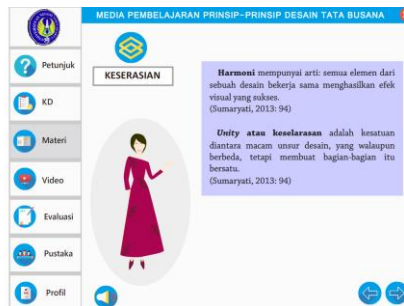 MEDIA PEMBELAJARAN PRINSIP-PRINSIP DESAIN TATA BUSANA
Petunjuk
KD
Materi
Video
Evaluasi
Pustaka
Profil
KESERASIAN
Harmoni mempunyai arti: semua elemen dari
sebuah desain bekerja sama menghasilkan efek
visual yang sukses.
(Sumaryati, 2013: 94)
Unity atau keselarasan adalah kesatuan
diantara macam unsur desain, yang walaupun
berbeda, tetapi membuat bagian-bagian itu
bersatu.
(Sumaryati, 2013: 94)